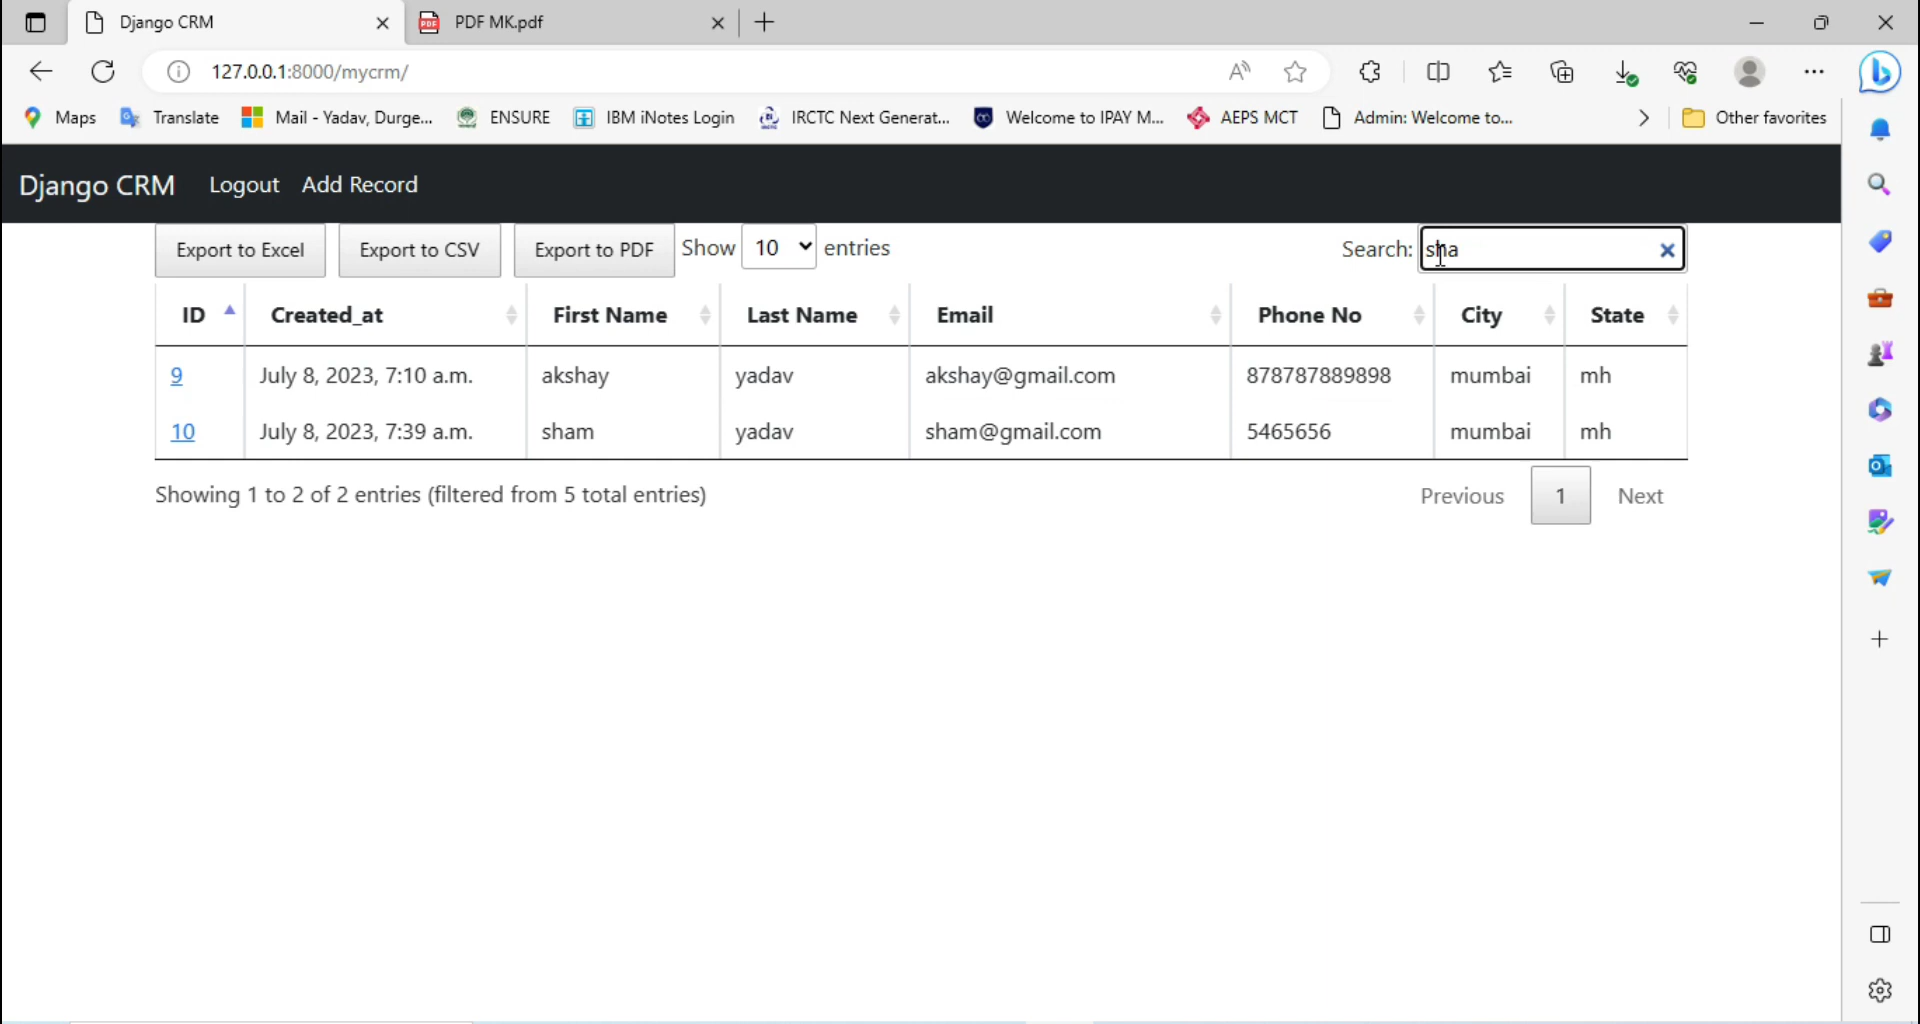 Django CRM PDF MK.pdf
127.0.0.1:8000/mycrm/
Maps Translate Mail - Yadav, Durge... ENSURE IBM iNotes Login IRCTC Next Generat... Welcome to IPAY M... AEPS MCT Admin: Welcome to... Other favorites
Django CRM Logout Add Record
Export to Excel Export to CSV Export to PDF Show 10 entries Search: sha
ID Created_at First Name Last Name Email Phone No City State
9 July 8, 2023, 7:10 a.m. akshay yadav akshay@gmail.com 878787889898 mumbai mh
10 July 8, 2023, 7:39 a.m. sham yadav sham@gmail.com 5465656 mumbai mh
Showing 1 to 2 of 2 entries (filtered from 5 total entries) Previous 1 Next